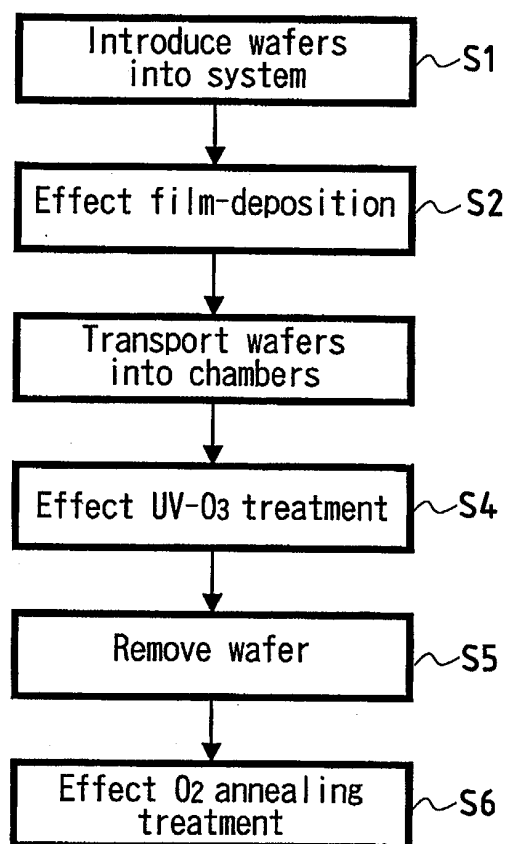 Introduce wafers
into system
S1
Effect film-deposition
S2
Transport wafers
into chambers
Effect UV-O3 treatment
S4
Remove wafer
S5
Effect O2 annealing
treatment
S6